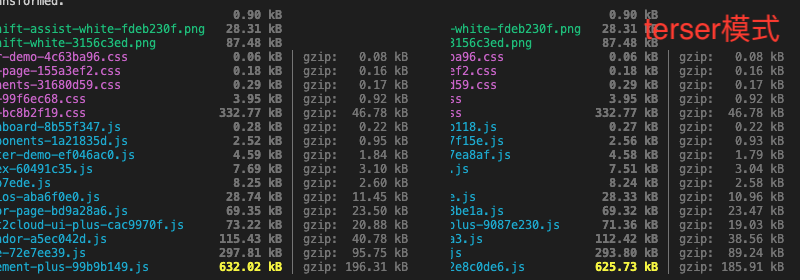 nsformed.
0.90 kB 0.90 kB terser模式
ift-assist-white-fdeb230f.png 28.31 kB -white-fdeb230f.png 28.31 kB
ift-white-3156c3ed.png 87.48 kB 3156c3ed.png 87.48 kB
r-demo-4c63ba96.css 0.06 kB | gzip: 0.08 kB ba96.css 0.06 kB | gzip: 0.08 kB
-page-155a3ef2.css 0.18 kB | gzip: 0.16 kB ef2.css 0.18 kB | gzip: 0.16 kB
nents-31680d59.css 0.29 kB | gzip: 0.17 kB d59.css 0.29 kB | gzip: 0.17 kB
-99f6ec68.css 3.95 kB | gzip: 0.92 kB ss 3.95 kB | gzip: 0.92 kB
-bc8b2f19.css 332.77 kB | gzip: 46.78 kB ss 332.77 kB | gzip: 46.78 kB
board-8b55f347.js 0.28 kB | gzip: 0.22 kB b118.js 0.27 kB | gzip: 0.22 kB
ponents-1a21835d.js 2.52 kB | gzip: 0.95 kB 7f15e.js 2.56 kB | gzip: 0.93 kB
ter-demo-ef046ac0.js 4.59 kB | gzip: 1.84 kB 7ea8af.js 4.58 kB | gzip: 1.79 kB
ex-60491c35.js 7.69 kB | gzip: 3.10 kB s 7.51 kB | gzip: 3.04 kB
b7ede.js 8.25 kB | gzip: 2.60 kB 8.24 kB | gzip: 2.58 kB
ios-aba6f0e0.js 28.74 kB | gzip: 11.45 kB e.js 28.33 kB | gzip: 10.96 kB
or-page-bd9a28a6.js 69.35 kB | gzip: 23.50 kB 3be1a.js 69.32 kB | gzip: 23.47 kB
t2cloud-ui-plus-cac9970f.js 73.22 kB | gzip: 20.88 kB plus-9087e230.js 71.36 kB | gzip: 19.03 kB
ndor-a5ec042d.js 115.43 kB | gzip: 40.78 kB a3.js 112.42 kB | gzip: 38.56 kB
e-72e7ee39.js 297.81 kB | gzip: 95.75 kB js 293.80 kB | gzip: 89.24 kB
ement-plus-99b9b149.js 632.02 kB | gzip: 196.31 kB 2e8c0de6.js 625.73 kB | gzip: 185.91 kB